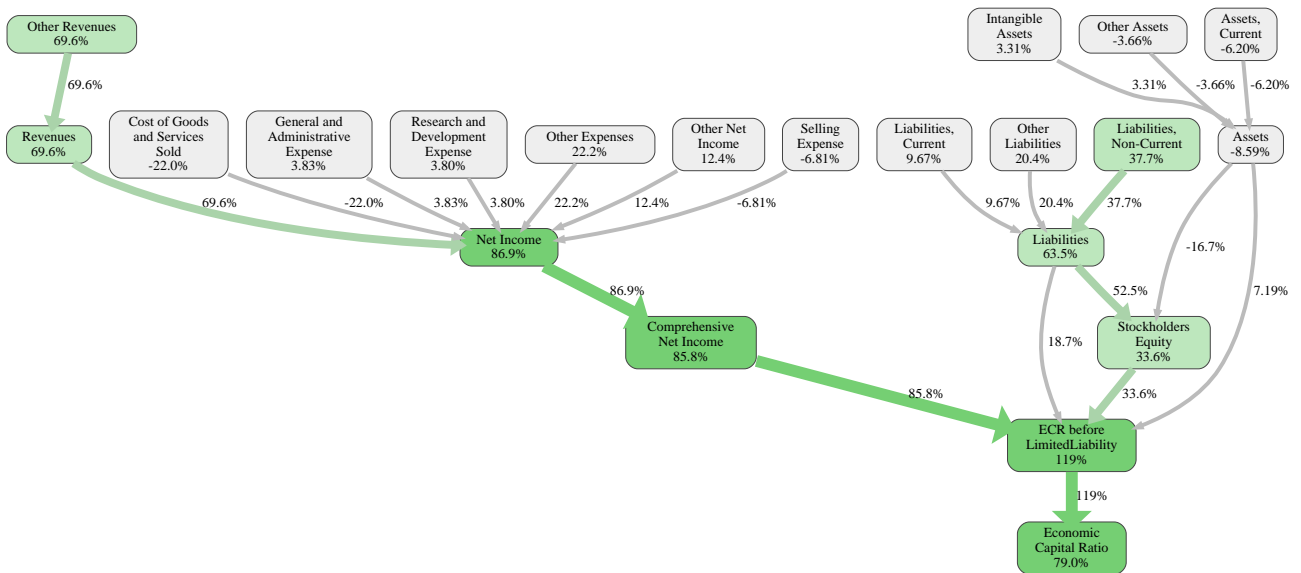 Other Revenues
69.6%
Intangible
Assets
3.31%
Other Assets
-3.66%
Assets,
Current
-6.20%
69.6%
3.31%
-3.66%
-6.20%
Revenues
69.6%
Cost of Goods
and Services
Sold
-22.0%
General and
Administrative
Expense
3.83%
Research and
Development
Expense
3.80%
Other Expenses
22.2%
Other Net
Income
12.4%
Selling
Expense
-6.81%
Liabilities,
Current
9.67%
Other
Liabilities
20.4%
Liabilities,
Non-Current
37.7%
Assets
-8.59%
69.6%
-22.0%
3.83%
3.80%
22.2%
12.4%
-6.81%
9.67%
20.4%
37.7%
Net Income
86.9%
Liabilities
63.5%
-16.7%
86.9%
52.5%
7.19%
Comprehensive
Net Income
85.8%
Stockholders
Equity
33.6%
18.7%
85.8%
33.6%
ECR before
LimitedLiability
119%
119%
Economic
Capital Ratio
79.0%